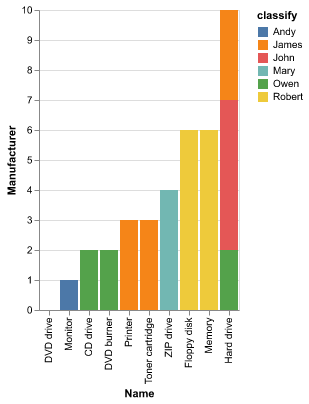 classify
Andy
James
John
Mary
Owen
Robert
Manufacturer
10
9
8
7
6
5
4
3
2
1
0
DVD drive
Monitor
CD drive
DVD burner
Printer
Toner cartridge
ZIP drive
Floppy disk
Memory
Hard drive
Name